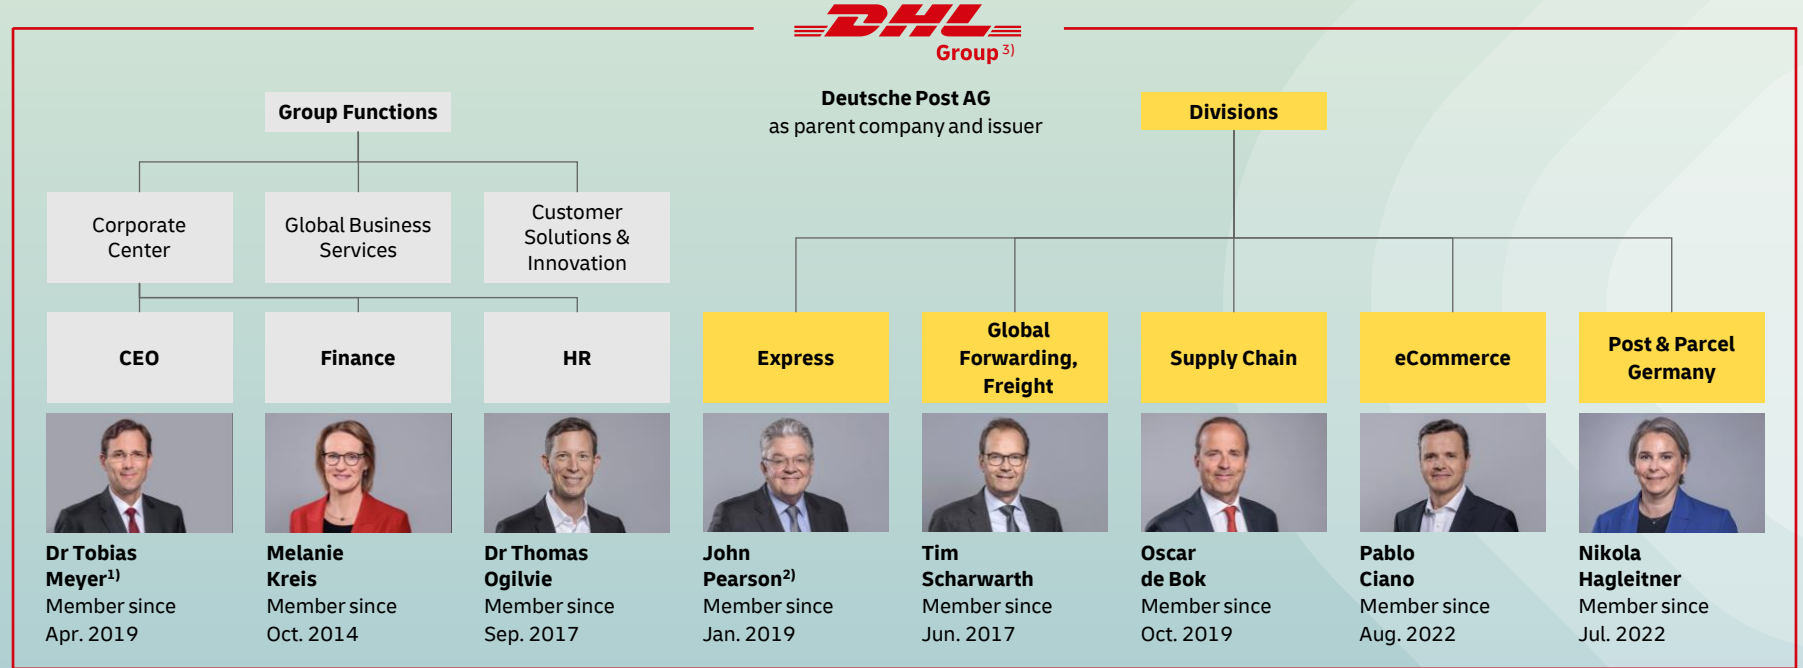 DHL
Group 3)
Deutsche Post AG
as parent company and issuer
Group Functions
Divisions
Corporate
Center
Global Business
Services
Customer
Solutions &
Innovation
CEO
Finance
HR
Express
Global
Forwarding,
Freight
Supply Chain
eCommerce
Post & Parcel
Germany
Dr Tobias
Meyer1)
Member since
Apr. 2019
Melanie
Kreis
Member since
Oct. 2014
Dr Thomas
Ogilvie
Member since
Sep. 2017
John
Pearson2)
Member since
Jan. 2019
Tim
Scharwarth
Member since
Jun. 2017
Oscar
de Bok
Member since
Oct. 2019
Pablo
Ciano
Member since
Aug. 2022
Nikola
Hagleitner
Member since
Jul. 2022